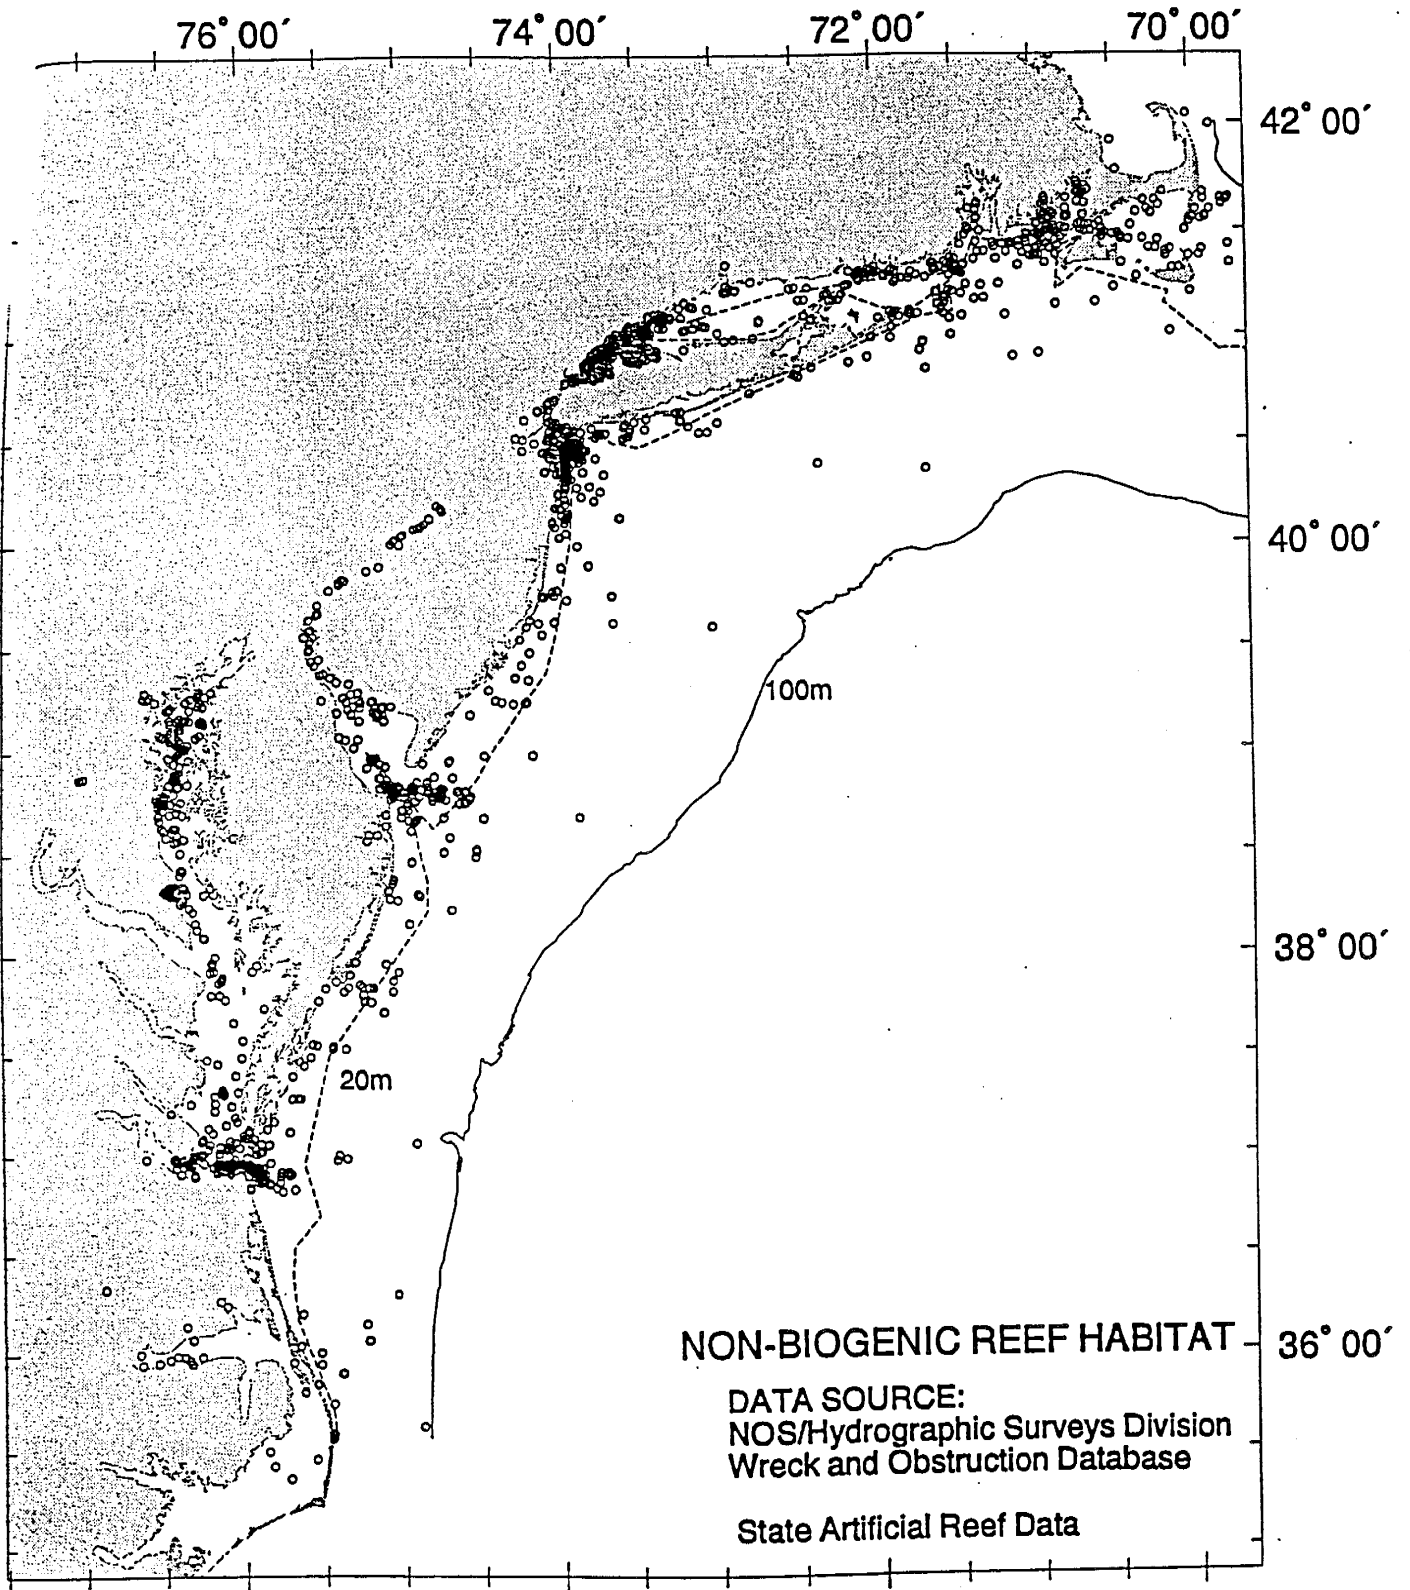 76° 00′ 74° 00′ 72° 00′ 70° 00′
42° 00′
40° 00′
100m
38° 00′
20m
NON-BIOGENIC REEF HABITAT
36° 00′
DATA SOURCE:
NOS/Hydrographic Surveys Division
Wreck and Obstruction Database
State Artificial Reef Data